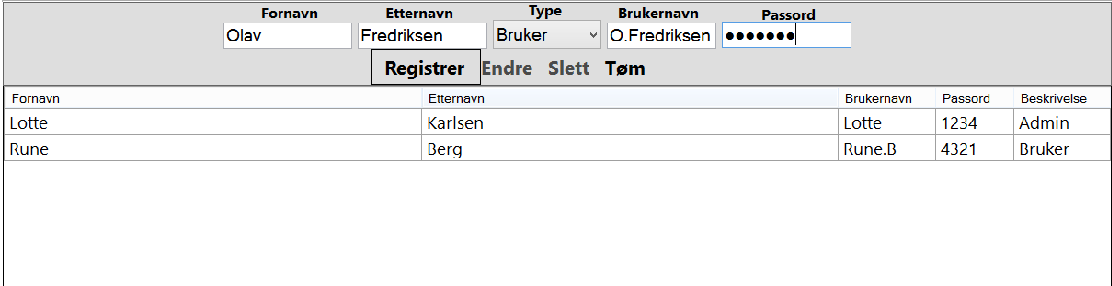 Fornavn Etternavn Type Brukernavn Passord
Olav Fredriksen Bruker O.Fredriksen ●●●●●●●
Registrer Endre Slett Tøm
Fornavn Etternavn Brukernavn Passord Beskrivelse
Lotte Karlsen Lotte 1234 Admin
Rune Berg Rune.B 4321 Bruker